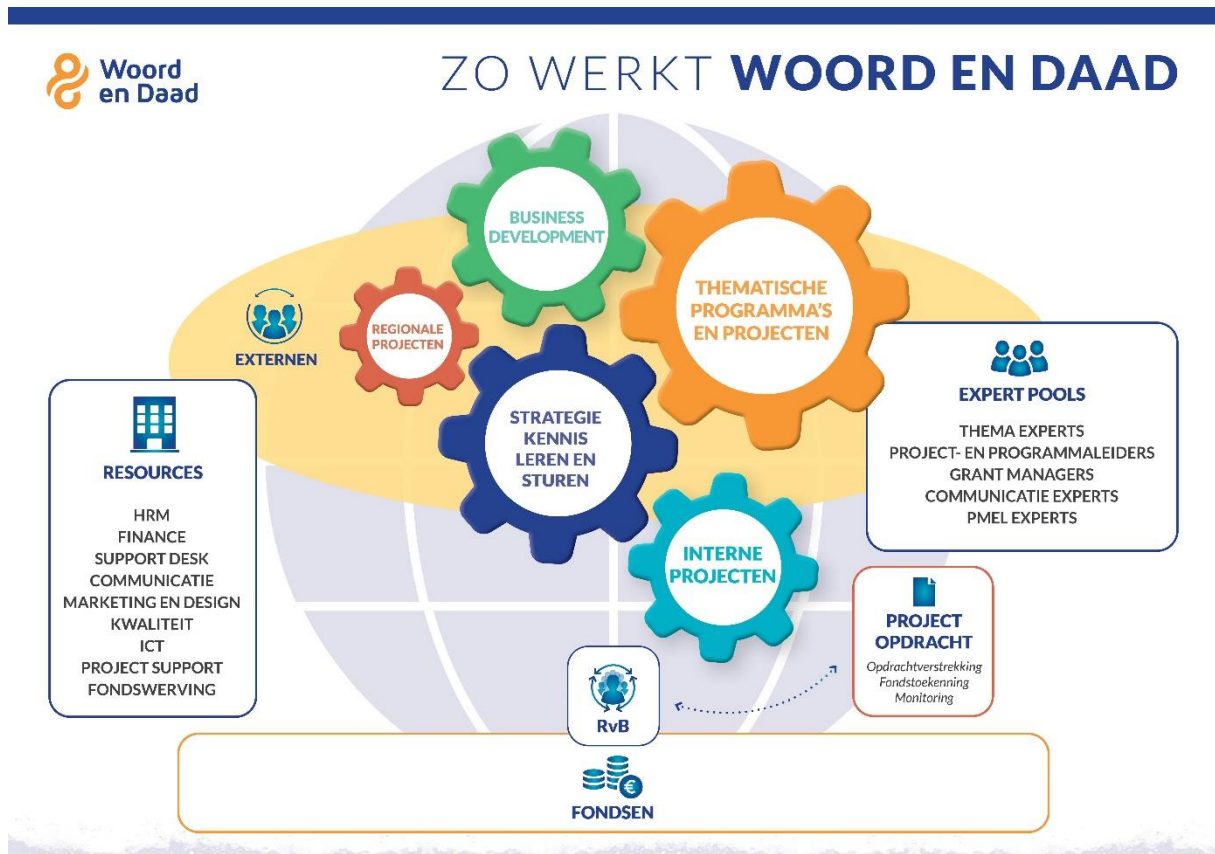 Woord
en Daad
ZO WERKT WOORD EN DAAD
BUSINESS
DEVELOPMENT
THEMATISCHE
PROGRAMMA'S
EN PROJECTEN
REGIONALE
PROJECTEN
EXTERNEN
STRATEGIE
KENNIS
LEREN EN
STUREN
INTERNE
PROJECTEN
RESOURCES
HRM
FINANCE
SUPPORT DESK
COMMUNICATIE
MARKETING EN DESIGN
KWALITEIT
ICT
PROJECT SUPPORT
FONDSWERVING
EXPERT POOLS
THEMA EXPERTS
PROJECT- EN PROGRAMMALEIDERS
GRANT MANAGERS
COMMUNICATIE EXPERTS
PMEL EXPERTS
PROJECT
OPDRACHT
Opdrachtverstrekking
Fondstoekenning
Monitoring
RvB
€
FONDSEN